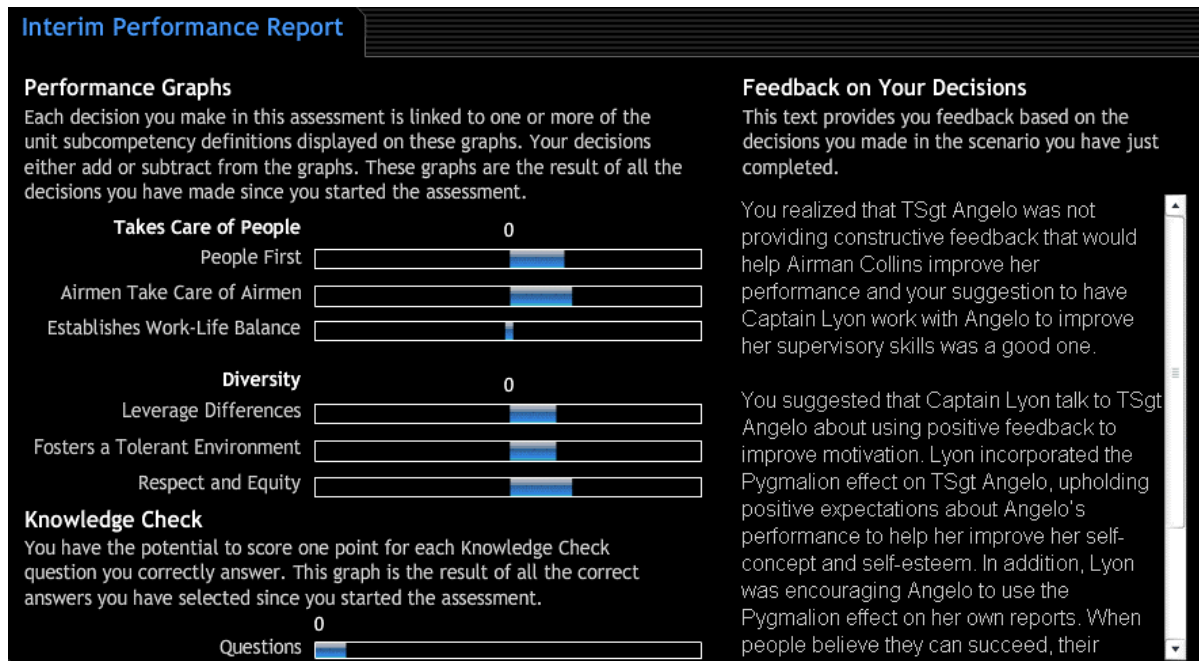 Interim Performance Report
Performance Graphs
Each decision you make in this assessment is linked to one or more of the
unit subcompetency definitions displayed on these graphs. Your decisions
either add or subtract from the graphs. These graphs are the result of all the
decisions you have made since you started the assessment.
Takes Care of People
0
People First
Airmen Take Care of Airmen
Establishes Work-Life Balance
Diversity
0
Leverage Differences
Fosters a Tolerant Environment
Respect and Equity
Knowledge Check
You have the potential to score one point for each Knowledge Check
question you correctly answer. This graph is the result of all the correct
answers you have selected since you started the assessment.
0
Questions
Feedback on Your Decisions
This text provides you feedback based on the
decisions you made in the scenario you have just
completed.
You realized that TSgt Angelo was not
providing constructive feedback that would
help Airman Collins improve her
performance and your suggestion to have
Captain Lyon work with Angelo to improve
her supervisory skills was a good one.
You suggested that Captain Lyon talk to TSgt
Angelo about using positive feedback to
improve motivation. Lyon incorporated the
Pygmalion effect on TSgt Angelo, upholding
positive expectations about Angelo's
performance to help her improve her self-
concept and self-esteem. In addition, Lyon
was encouraging Angelo to use the
Pygmalion effect on her own reports. When
people believe they can succeed, their